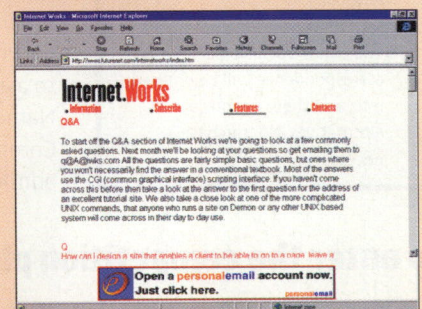 Internet Works - Microsoft Internet Explorer
File Edit View Go Favorites Help
Back Stop Refresh Home Search Favorites History Channels Fullscreen Mail Print
Links Address http://www.futurenet.com/internetworks/index.htm
Internet.Works
Information Subscribe Features Contacts
Q&A
To start off the Q&A section of Internet Works we're going to look at a few commonly
asked questions. Next month we'll be looking at your questions so get emailing them to
q@A@iwks.com All the questions are fairly simple basic questions, but ones where
you won't necessarily find the answer in a conventional textbook. Most of the answers
use the CGI (common graphical interface) scripting interface. If you haven't come
across this before then take a look at the answer to the first question for the address of
an excellent tutorial site. We also take a close look at one of the more complicated
UNIX commands, that anyone who runs a site on Demon or any other UNIX based
system will come across in their day to day use.
Q
How can I design a site that enables a client to be able to go to a page, leave a
Open a personalemail account now.
Just click here.
personalemail
Internet zone